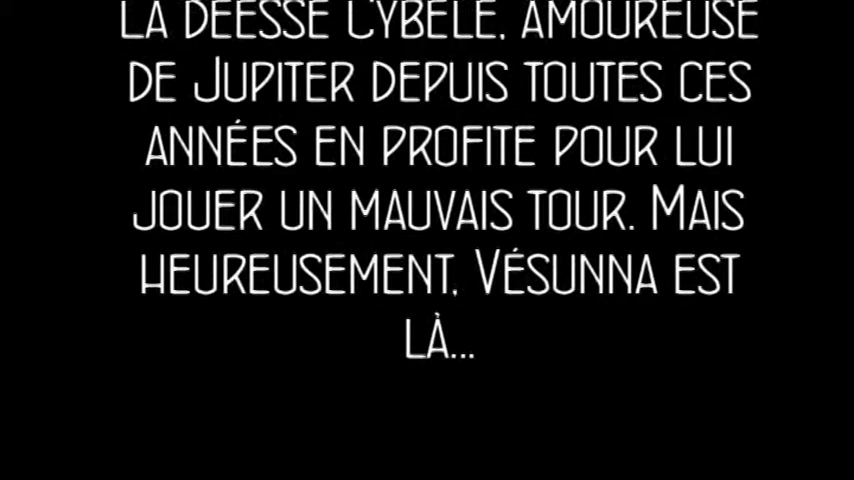 La déesse Cybèle, amoureuse
de Jupiter depuis toutes ces
années en profite pour lui
jouer un mauvais tour. Mais
heureusement, Vésunna est
là...